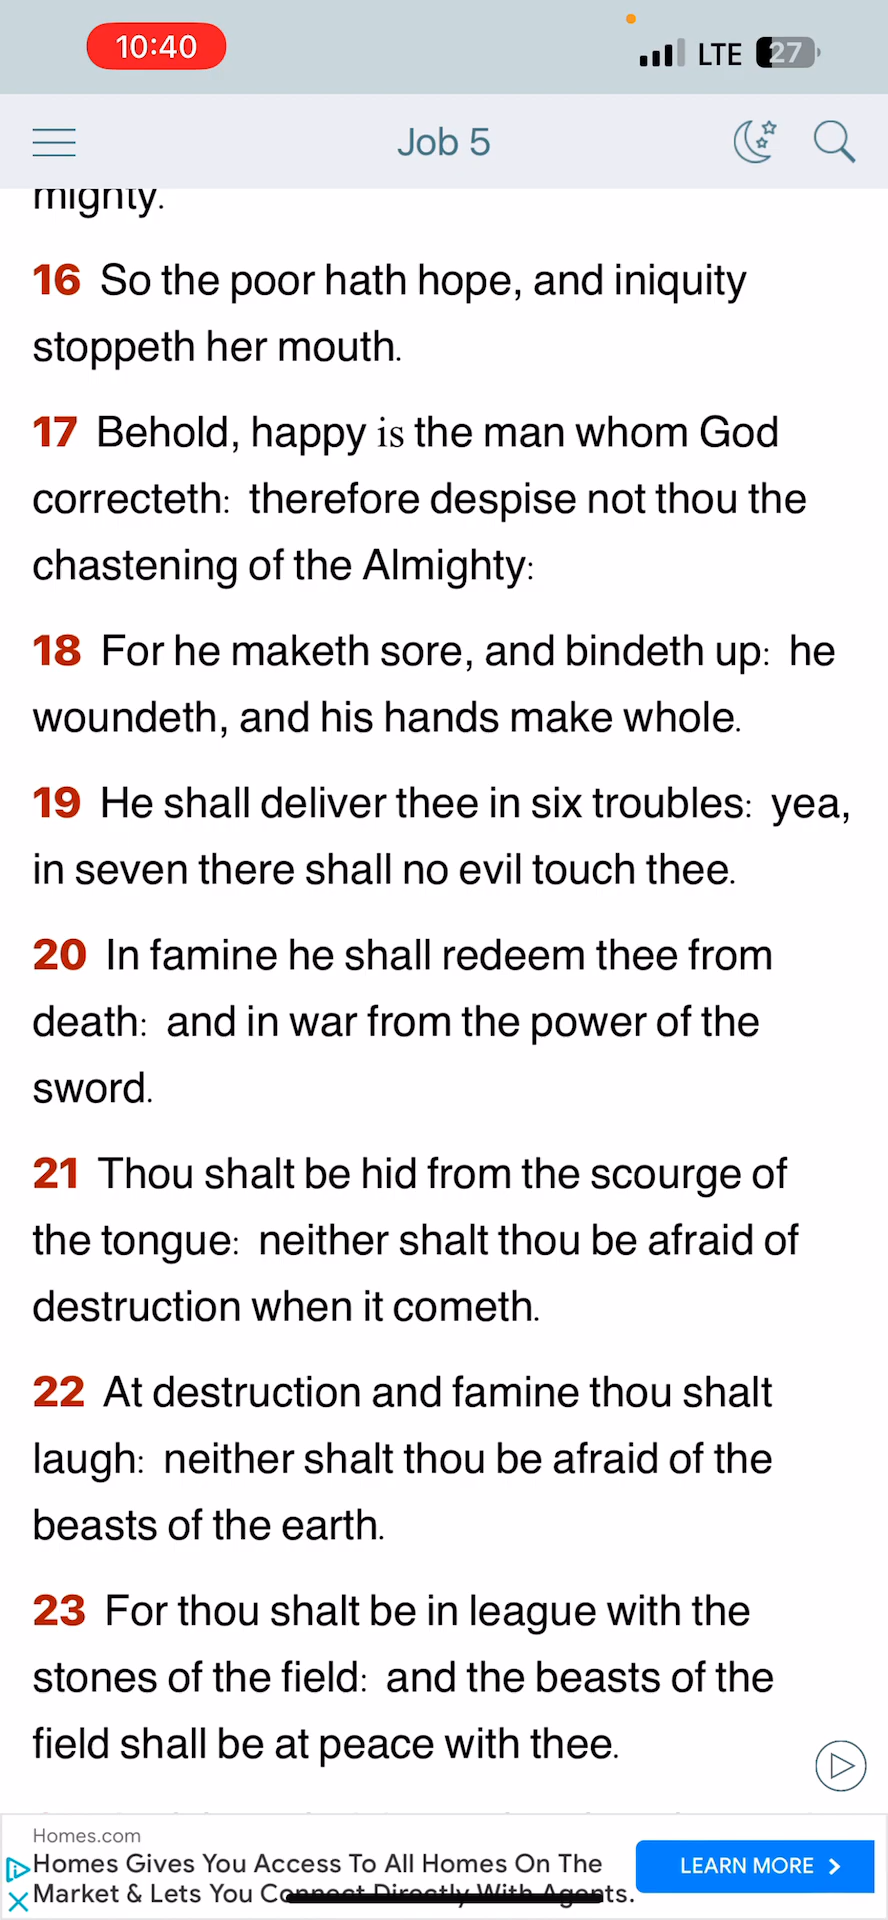 10:40
LTE 27
Job 5
mighty.
16 So the poor hath hope, and iniquity
stoppeth her mouth.
17 Behold, happy is the man whom God
correcteth: therefore despise not thou the
chastening of the Almighty:
18 For he maketh sore, and bindeth up: he
woundeth, and his hands make whole.
19 He shall deliver thee in six troubles: yea,
in seven there shall no evil touch thee.
20 In famine he shall redeem thee from
death: and in war from the power of the
sword.
21 Thou shalt be hid from the scourge of
the tongue: neither shalt thou be afraid of
destruction when it cometh.
22 At destruction and famine thou shalt
laugh: neither shalt thou be afraid of the
beasts of the earth.
23 For thou shalt be in league with the
stones of the field: and the beasts of the
field shall be at peace with thee.
Homes.com
Homes Gives You Access To All Homes On The
Market & Lets You Connect Directly With Agents.
LEARN MORE